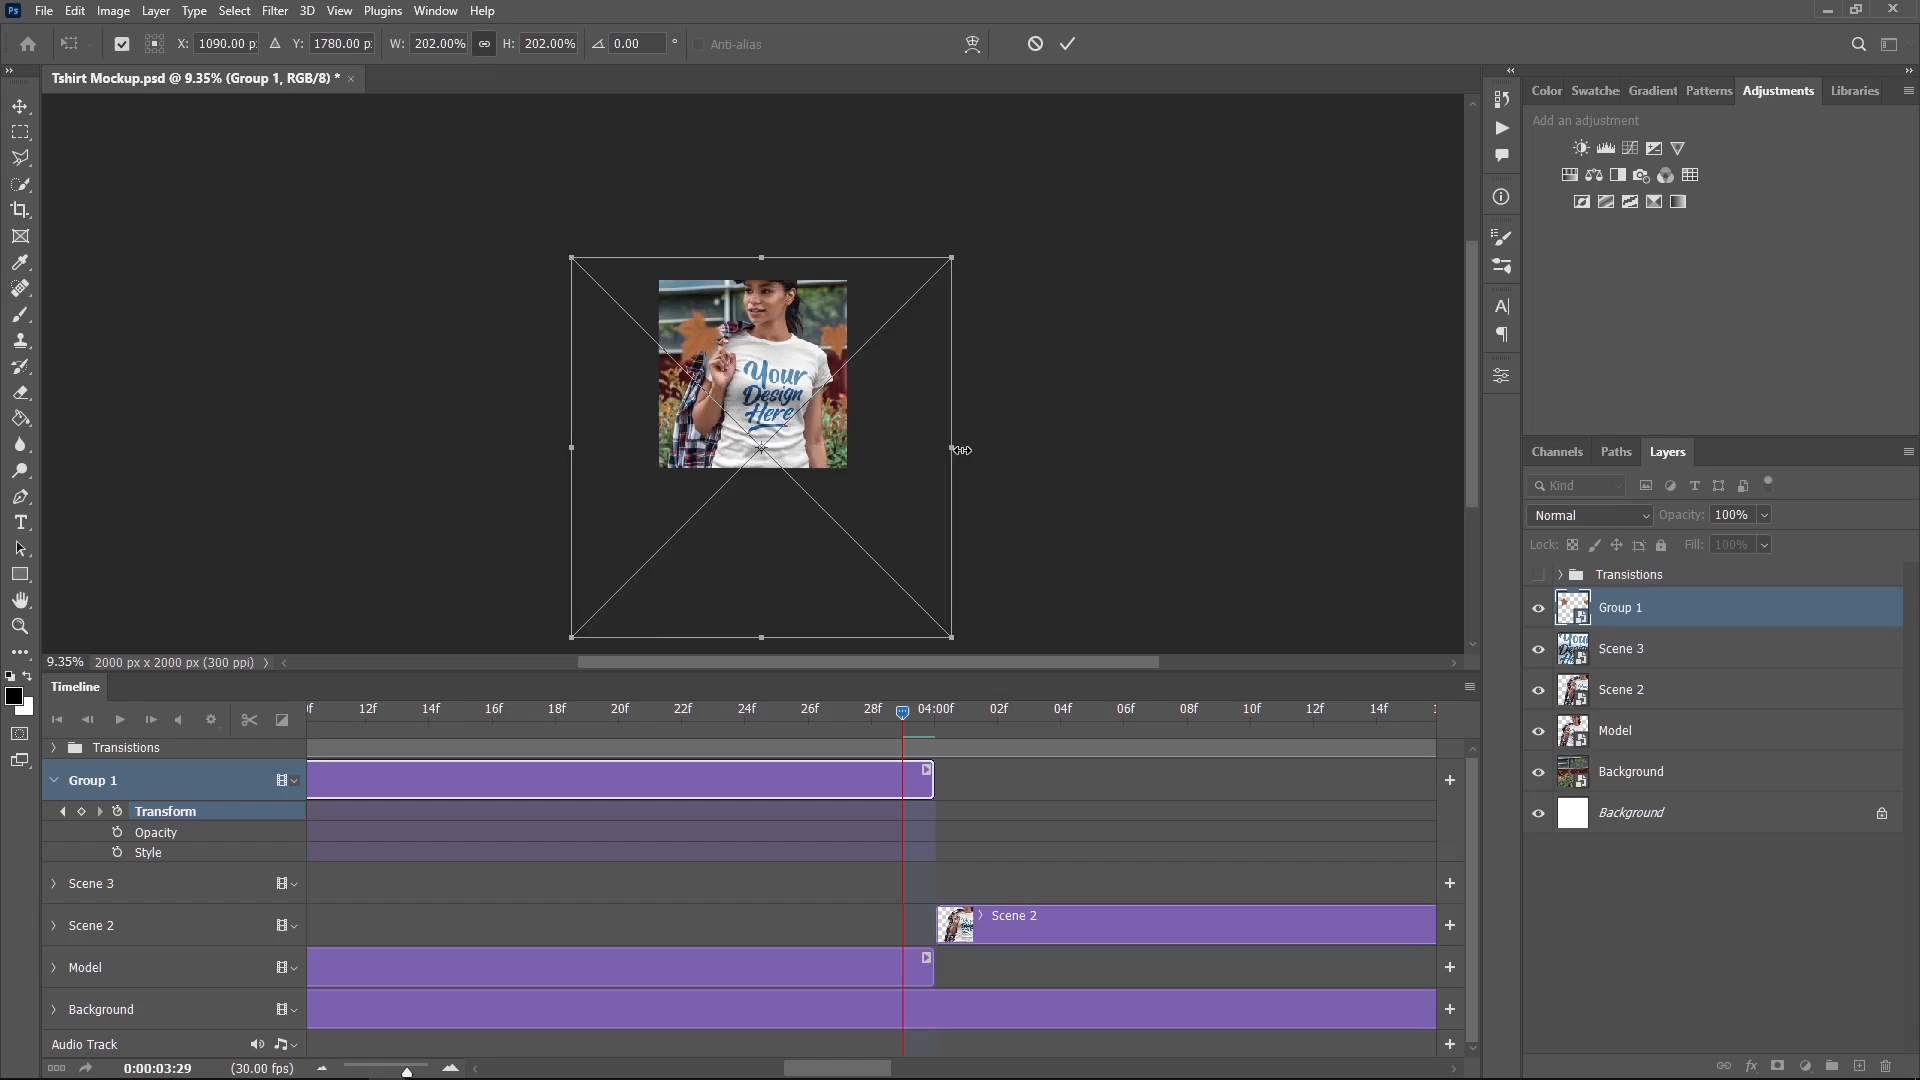 Ps File Edit Image Layer Type Select Filter 3D View Plugins Window Help
X: 1090.00 p Y: 1780.00 px W: 202.00% H: 202.00% 0.00 ° Anti-alias
Tshirt Mockup.psd @ 9.35% (Group 1, RGB/8) * ×
Color Swatche Gradient Patterns Adjustments Libraries
Add an adjustment
Your
Design
Here
Channels Paths Layers
Kind
Normal Opacity: 100%
Lock: Fill: 100%
Transistions
Group 1
Scene 3
Scene 2
Model
Background
Background
9.35% 2000 px x 2000 px (300 ppi)
Timeline
12f 14f 16f 18f 20f 22f 24f 26f 28f 04:00f 02f 04f 06f 08f 10f 12f 14f
Transistions
Group 1
Transform
Opacity
Style
Scene 3
Scene 2 Scene 2
Model
Background
Audio Track
0:00:03:29 (30.00 fps)